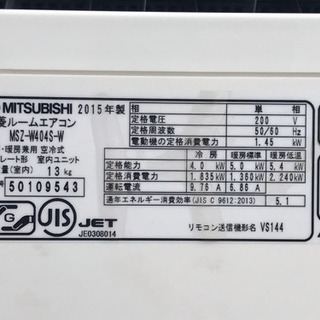 MITSUBISHI 2015年製
菱ルームエアコン
MSZ-W404S-W
・暖房兼用 空冷式
プレート形 室内ユニット
量(室内) 13kg
50109543
相 単 相
定格電圧 200 V
定格周波数 50/60 Hz
電動機の定格消費電力 1.45 kW
冷 房 暖房標準 暖房
定格能力 4.0 kW 5.0 kW 5.4 kW
定格消費電力 1.635 kW 1.360 kW 2.240 kW
運転電流 9.76 A 6.86 A
通年エネルギー消費効率(JIS C 9612:2013) 5.1
G JIS JET
JE0308014
リモコン送信機形名 VS144